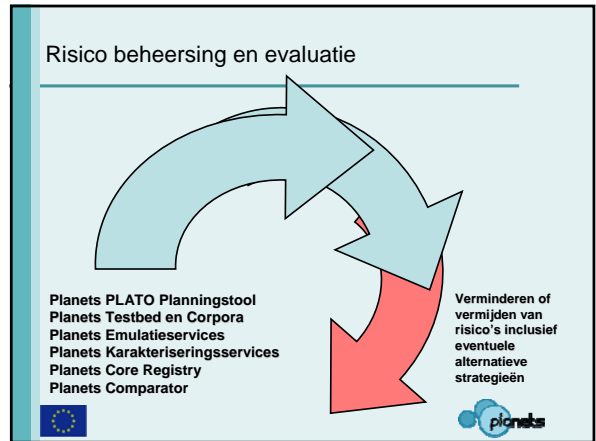 Risico beheersing en evaluatie
Planets PLATO Planningstool
Planets Testbed en Corpora
Planets Emulatieservices
Planets Karakteriseringsservices
Planets Core Registry
Planets Comparator
Verminderen of
vermijden van
risico's inclusief
eventuele
alternatieve
strategieën
planets